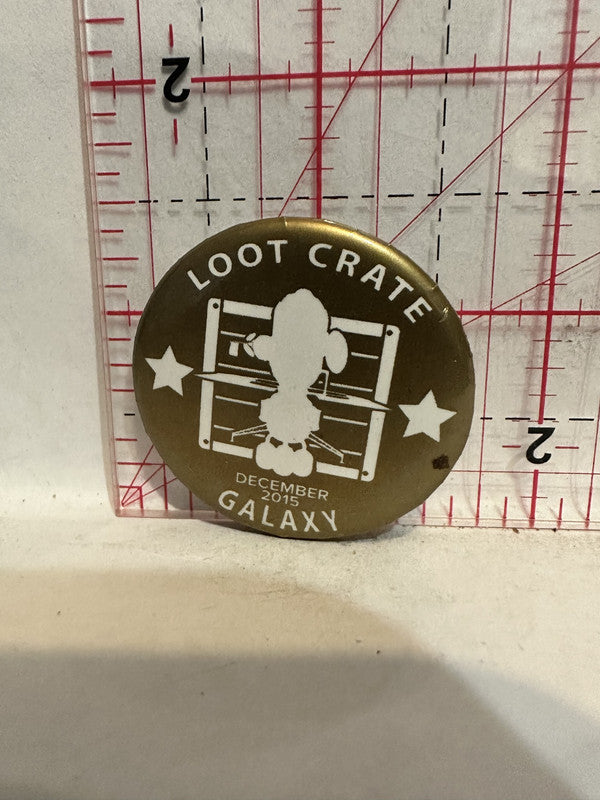 2
LOOT CRATE
2
DECEMBER
2015
GALAXY